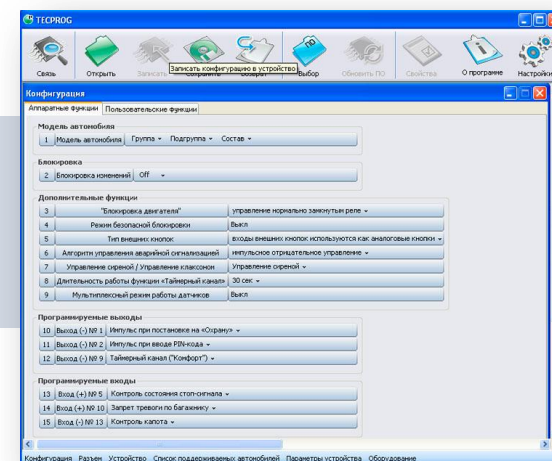 TECPROG
Связь Открыть Записать Сохранить Возврат Выбор Обновить ПО Свойства О программе Настройки
Записать конфигурацию в устройство
Конфигурация
Аппаратные функции Пользовательские функции
Модель автомобиля
1 Модель автомобиля Группа Подгруппа Состав
Блокировка
2 Блокировка изменений Off
Дополнительные функции
3 "Блокировка двигателя" управление нормально замкнутым реле
4 Режим безопасной блокировки Выкл
5 Тип внешних кнопок входы внешних кнопок используются как аналоговые кнопки
6 Алгоритм управления аварийной сигнализацией импульсное отрицательное управление
7 Управление сиреной / Управление клаксоном Управление сиреной
8 Длительность работы функции «Таймерный канал» 30 сек
9 Мультиплексный режим работы датчиков Выкл
Программируемые выходы
10 Выход (-) № 1 Импульс при постановке на «Охрану»
11 Выход (-) № 2 Импульс при вводе PIN-кода
12 Выход (-) № 9 Таймерный канал ("Комфорт")
Программируемые входы
13 Вход (+) № 5 Контроль состояния стоп-сигнала
14 Вход (+) № 10 Запрет тревоги по багажнику
15 Вход (-) № 13 Контроль капота
Конфигурация Разъем Устройство Список поддерживаемых автомобилей Параметры устройства Оборудование